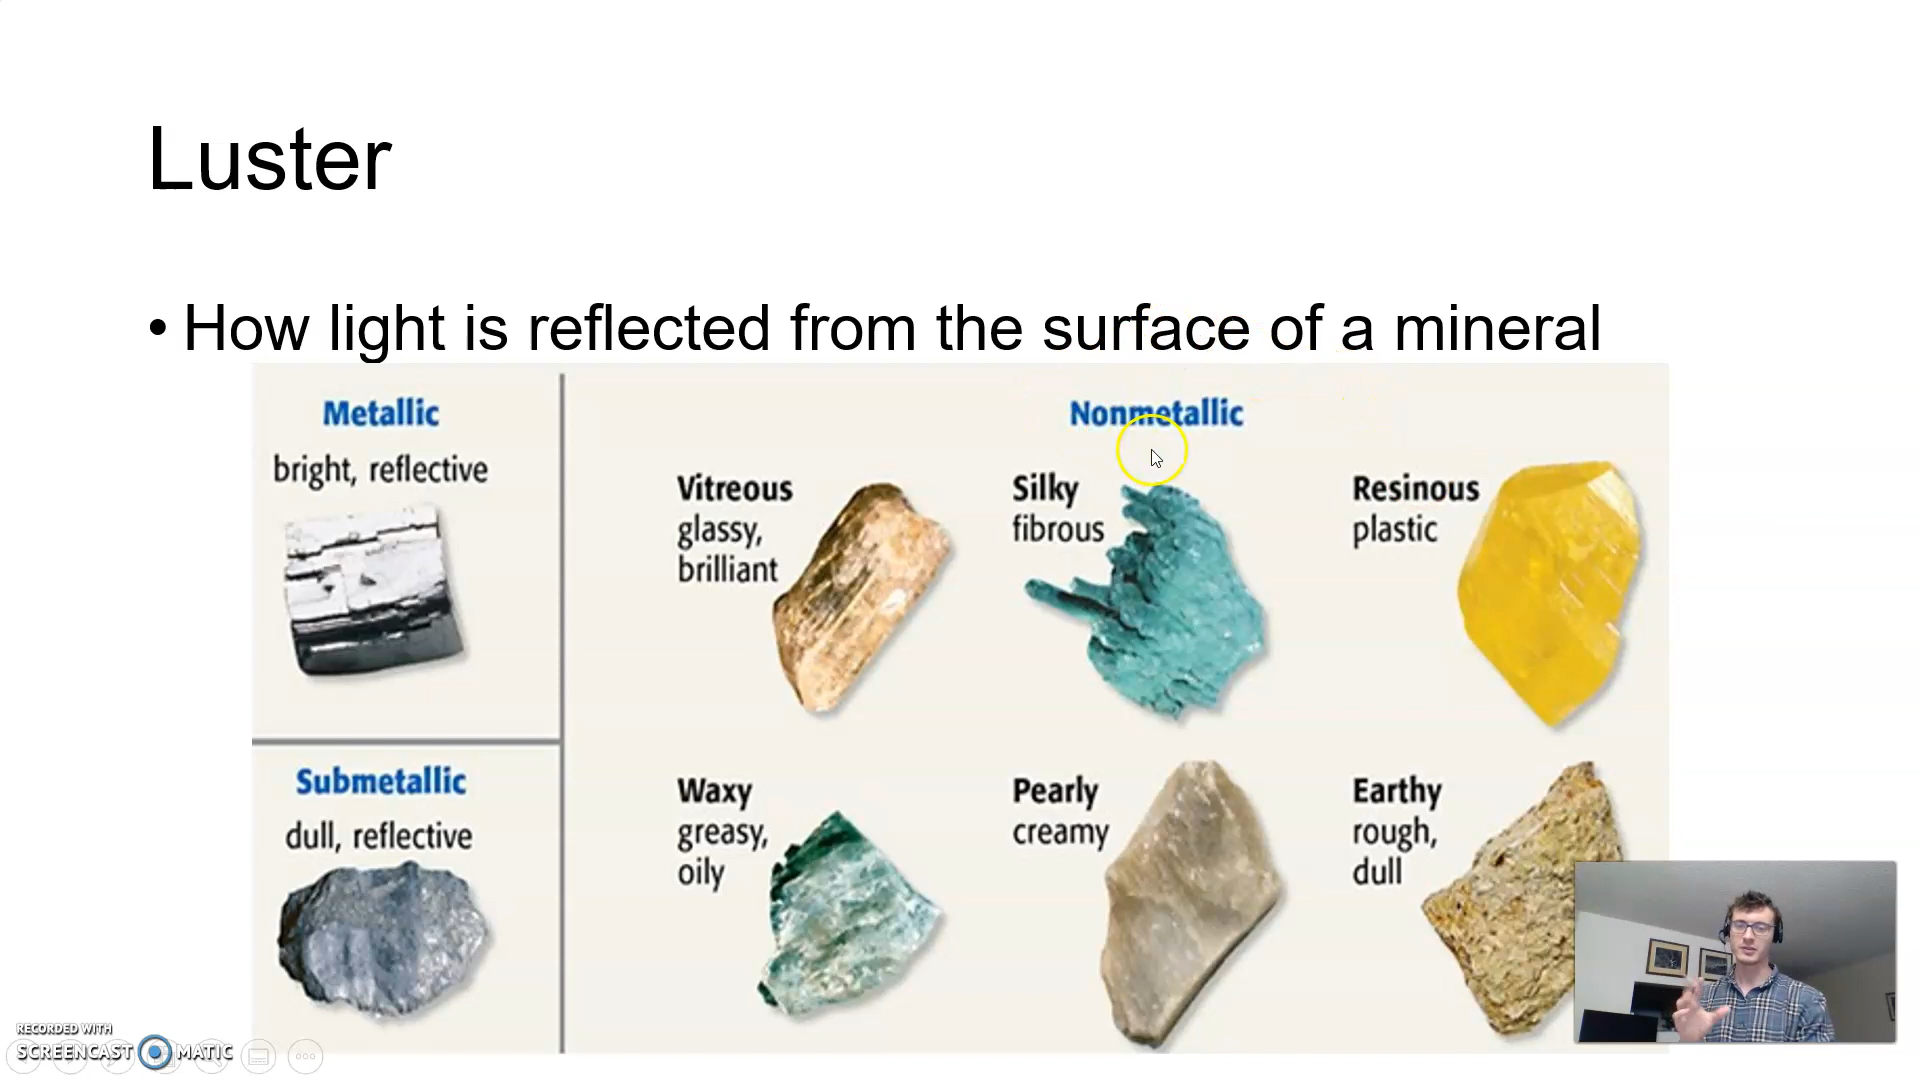 Luster
• How light is reflected from the surface of a mineral
Metallic
bright, reflective
Submetallic
dull, reflective
Nonmetallic
Vitreous
glassy,
brilliant
Silky
fibrous
Resinous
plastic
Waxy
greasy,
oily
Pearly
creamy
Earthy
rough,
dull
RECORDED WITH
SCREENCAST MATIC